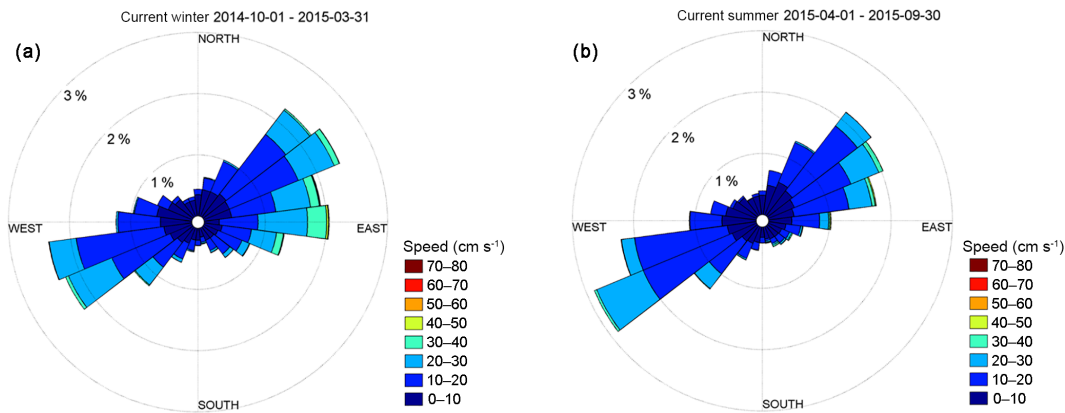 Current winter 2014-10-01 - 2015-03-31
(a)
NORTH
3 %
2 %
1 %
WEST
EAST
SOUTH
Speed (cm s⁻¹)
70–80
60–70
50–60
40–50
30–40
20–30
10–20
0–10
Current summer 2015-04-01 - 2015-09-30
(b)
NORTH
3 %
2 %
1 %
WEST
EAST
SOUTH
Speed (cm s⁻¹)
70–80
60–70
50–60
40–50
30–40
20–30
10–20
0–10